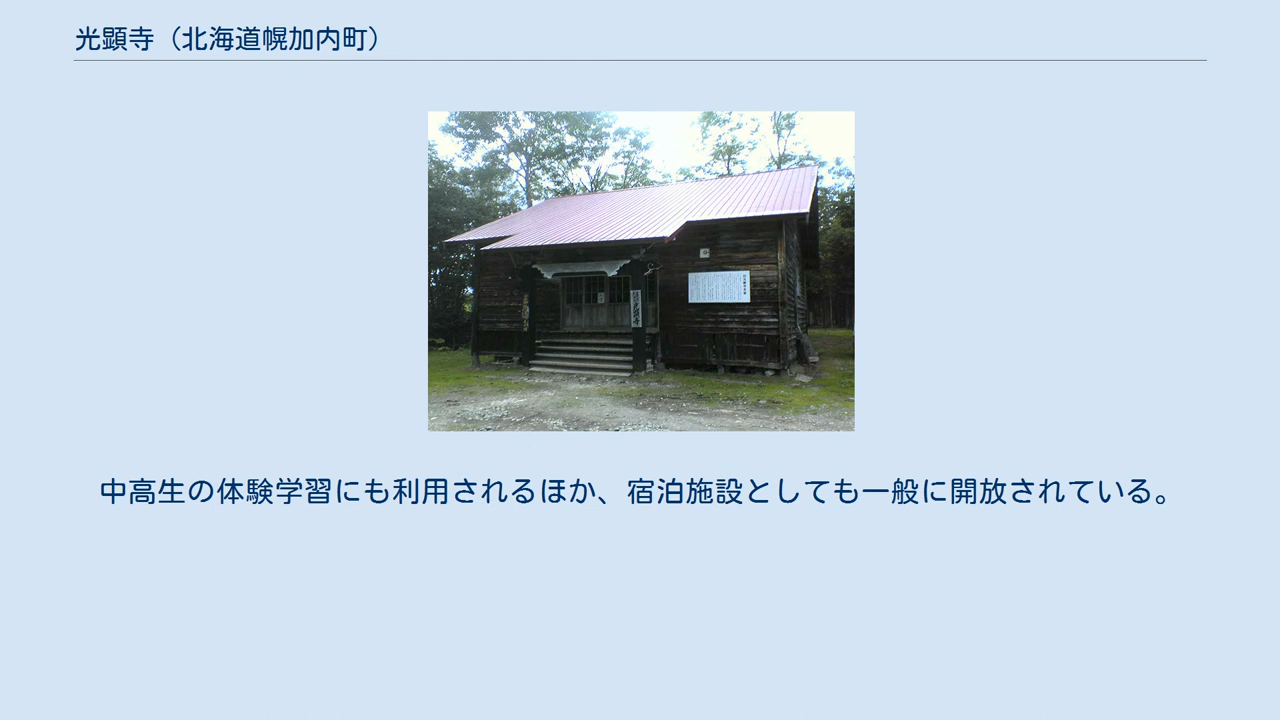 光顕寺（北海道幌加内町）
中高生の体験学習にも利用されるほか、宿泊施設としても一般に開放されている。